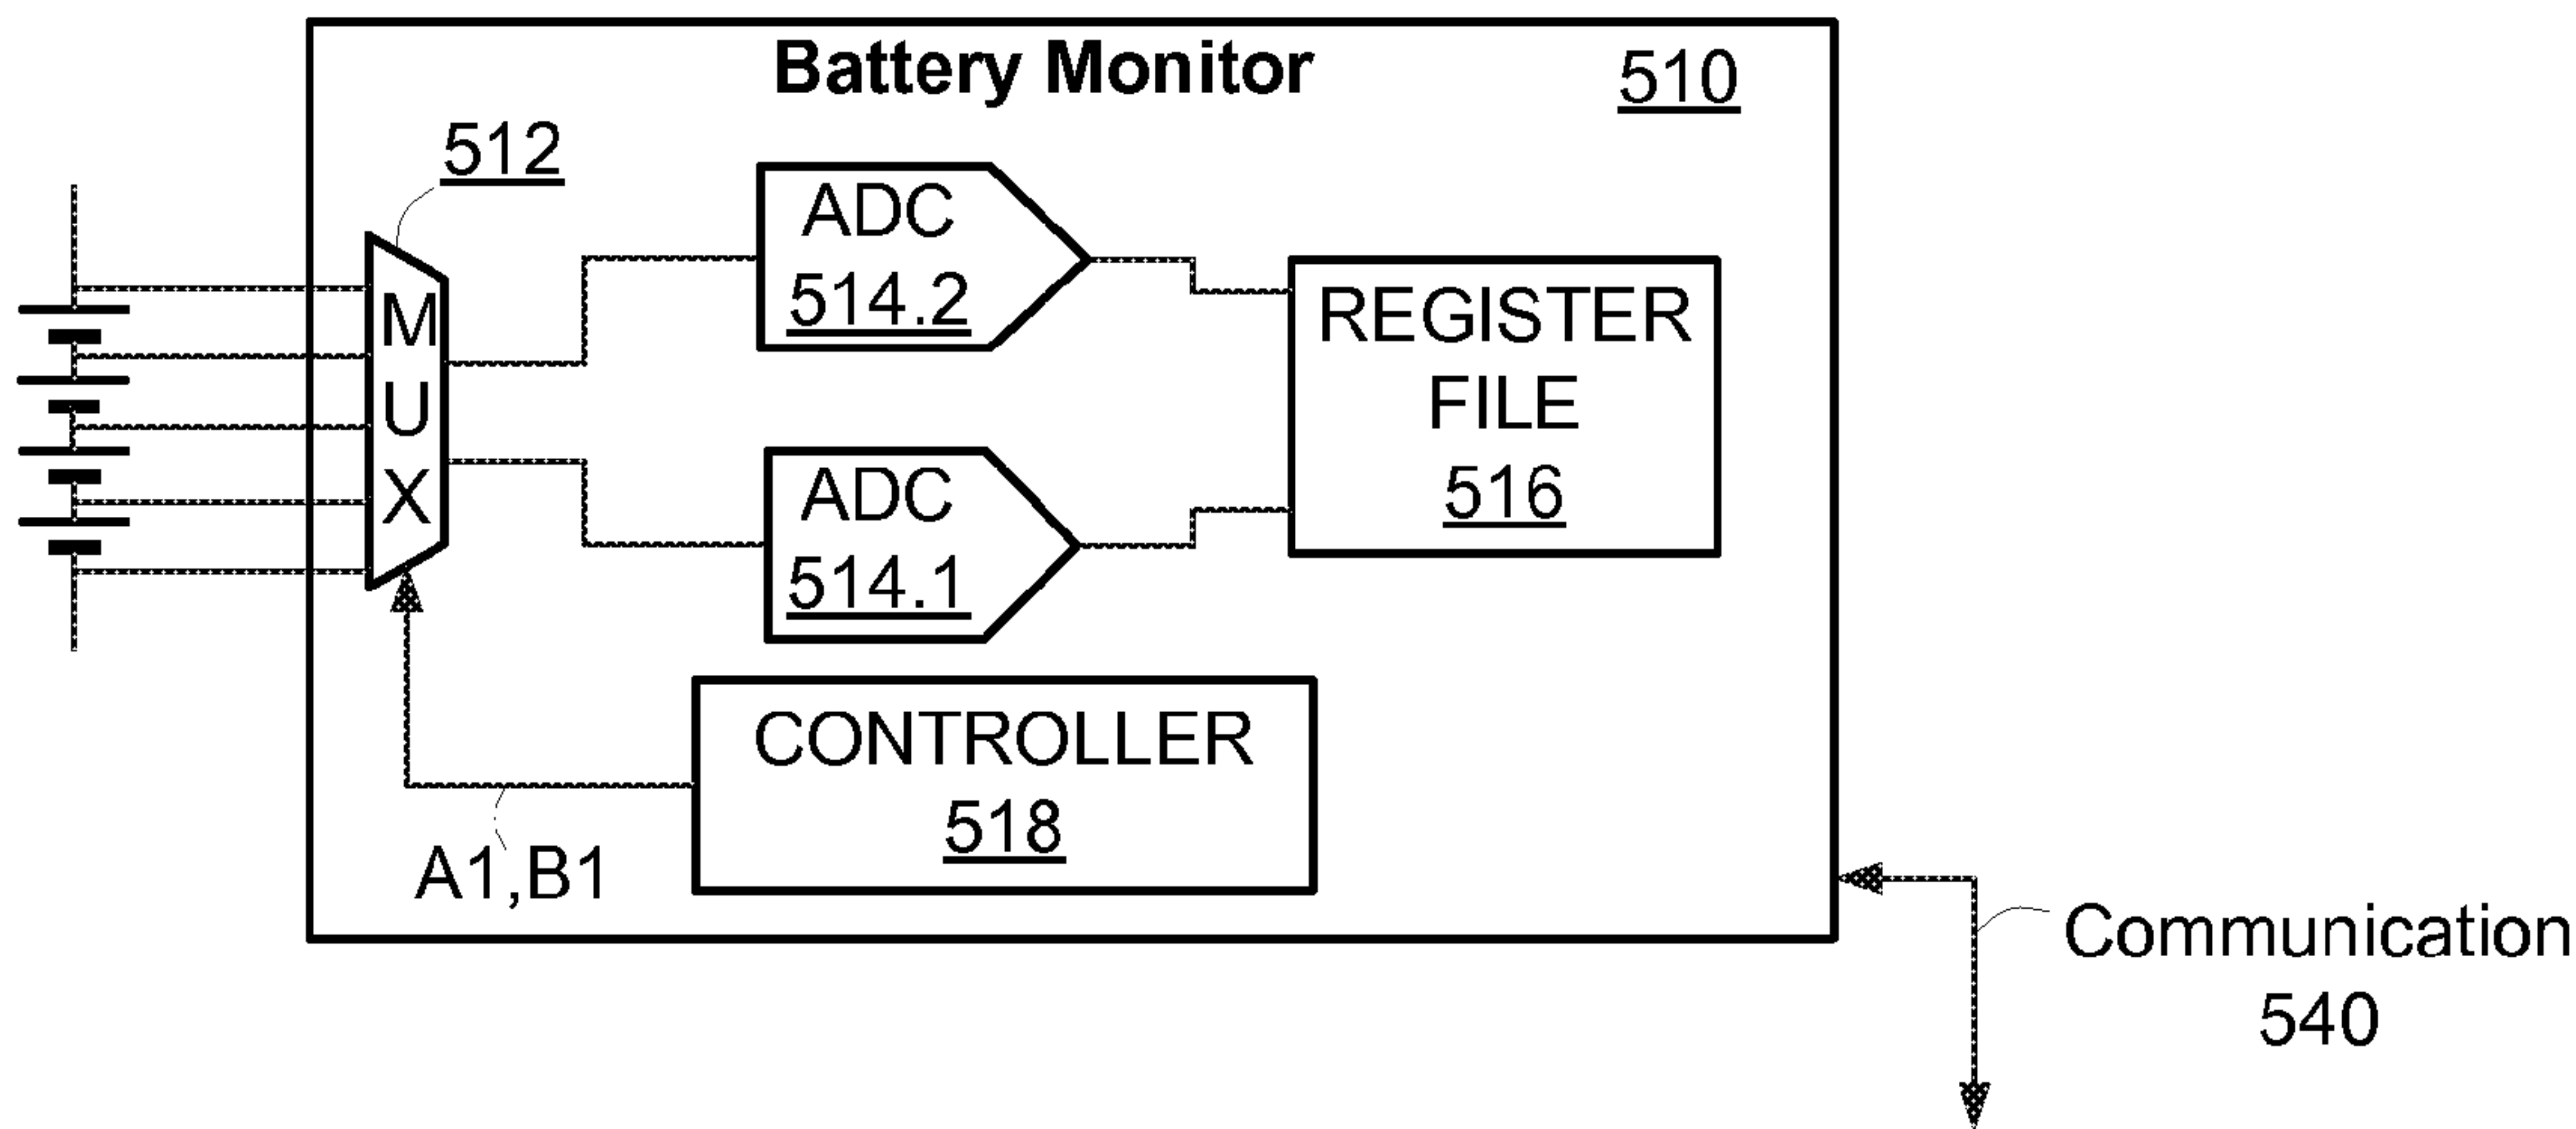 Battery Monitor
510
512
M
U
X
ADC
514.2
ADC
514.1
REGISTER
FILE
516
CONTROLLER
518
A1,B1
Communication
540